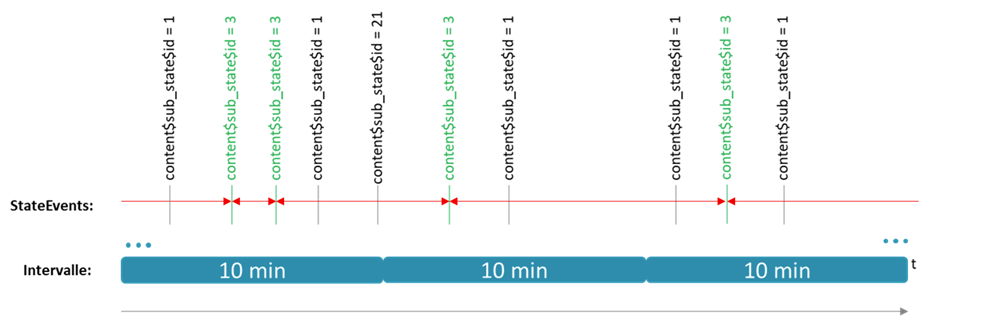 content$sub_state$id = 1
content$sub_state$id = 3
content$sub_state$id = 3
content$sub_state$id = 1
content$sub_state$id = 21
content$sub_state$id = 3
content$sub_state$id = 1
content$sub_state$id = 1
content$sub_state$id = 3
content$sub_state$id = 1
StateEvents:
Intervalle:
10 min
10 min
10 min
t